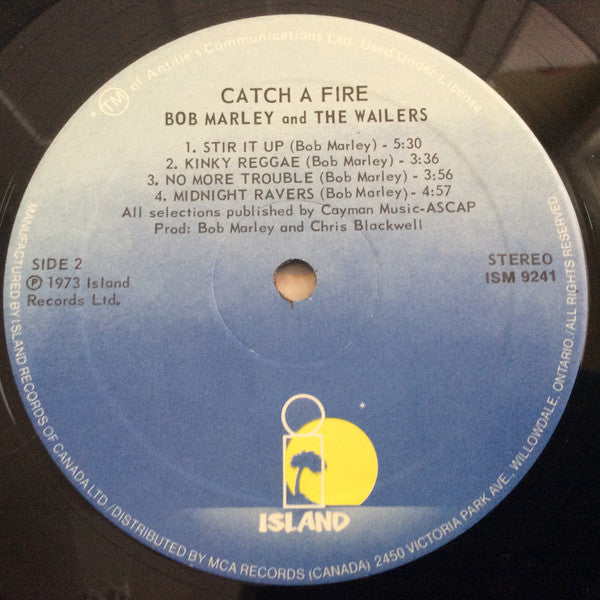 TM of Antilles Communications Ltd. Used Under License
CATCH A FIRE
BOB MARLEY and THE WAILERS
1. STIR IT UP (Bob Marley) - 5:30
2. KINKY REGGAE (Bob Marley) - 3:36
3. NO MORE TROUBLE (Bob Marley) - 3:56
4. MIDNIGHT RAVERS (Bob Marley) - 4:57
All selections published by Cayman Music-ASCAP
Prod: Bob Marley and Chris Blackwell
SIDE 2
℗ 1973 Island
Records Ltd.
STEREO
ISM 9241
i
ISLAND
MANUFACTURED BY ISLAND RECORDS OF CANADA LTD./DISTRIBUTED BY MCA RECORDS (CANADA) 2450 VICTORIA PARK AVE., WILLOWDALE, ONTARIO./ALL RIGHTS RESERVED.